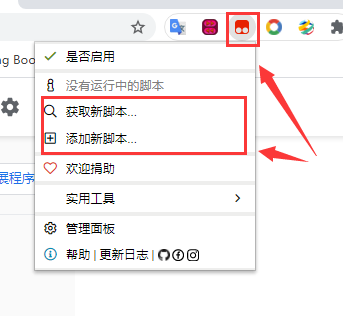 是否启用
ng Boo
没有运行中的脚本
获取新脚本...
添加新脚本...
展程序
欢迎捐助
实用工具
管理面板
帮助 | 更新日志 |